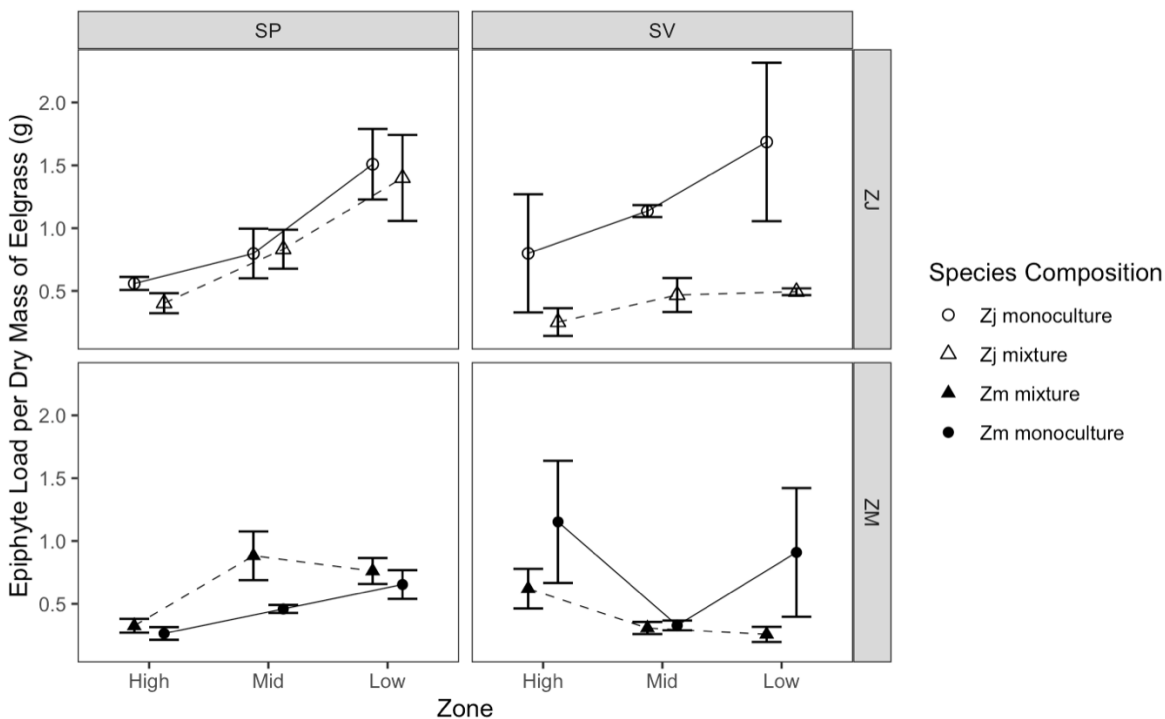 SP
SV
Epiphyte Load per Dry Mass of Eelgrass (g)
2.0
1.5
1.0
0.5
ZJ
2.0
1.5
1.0
0.5
ZM
High
Mid
Low
High
Mid
Low
Zone
Species Composition
Zj monoculture
Zj mixture
Zm mixture
Zm monoculture